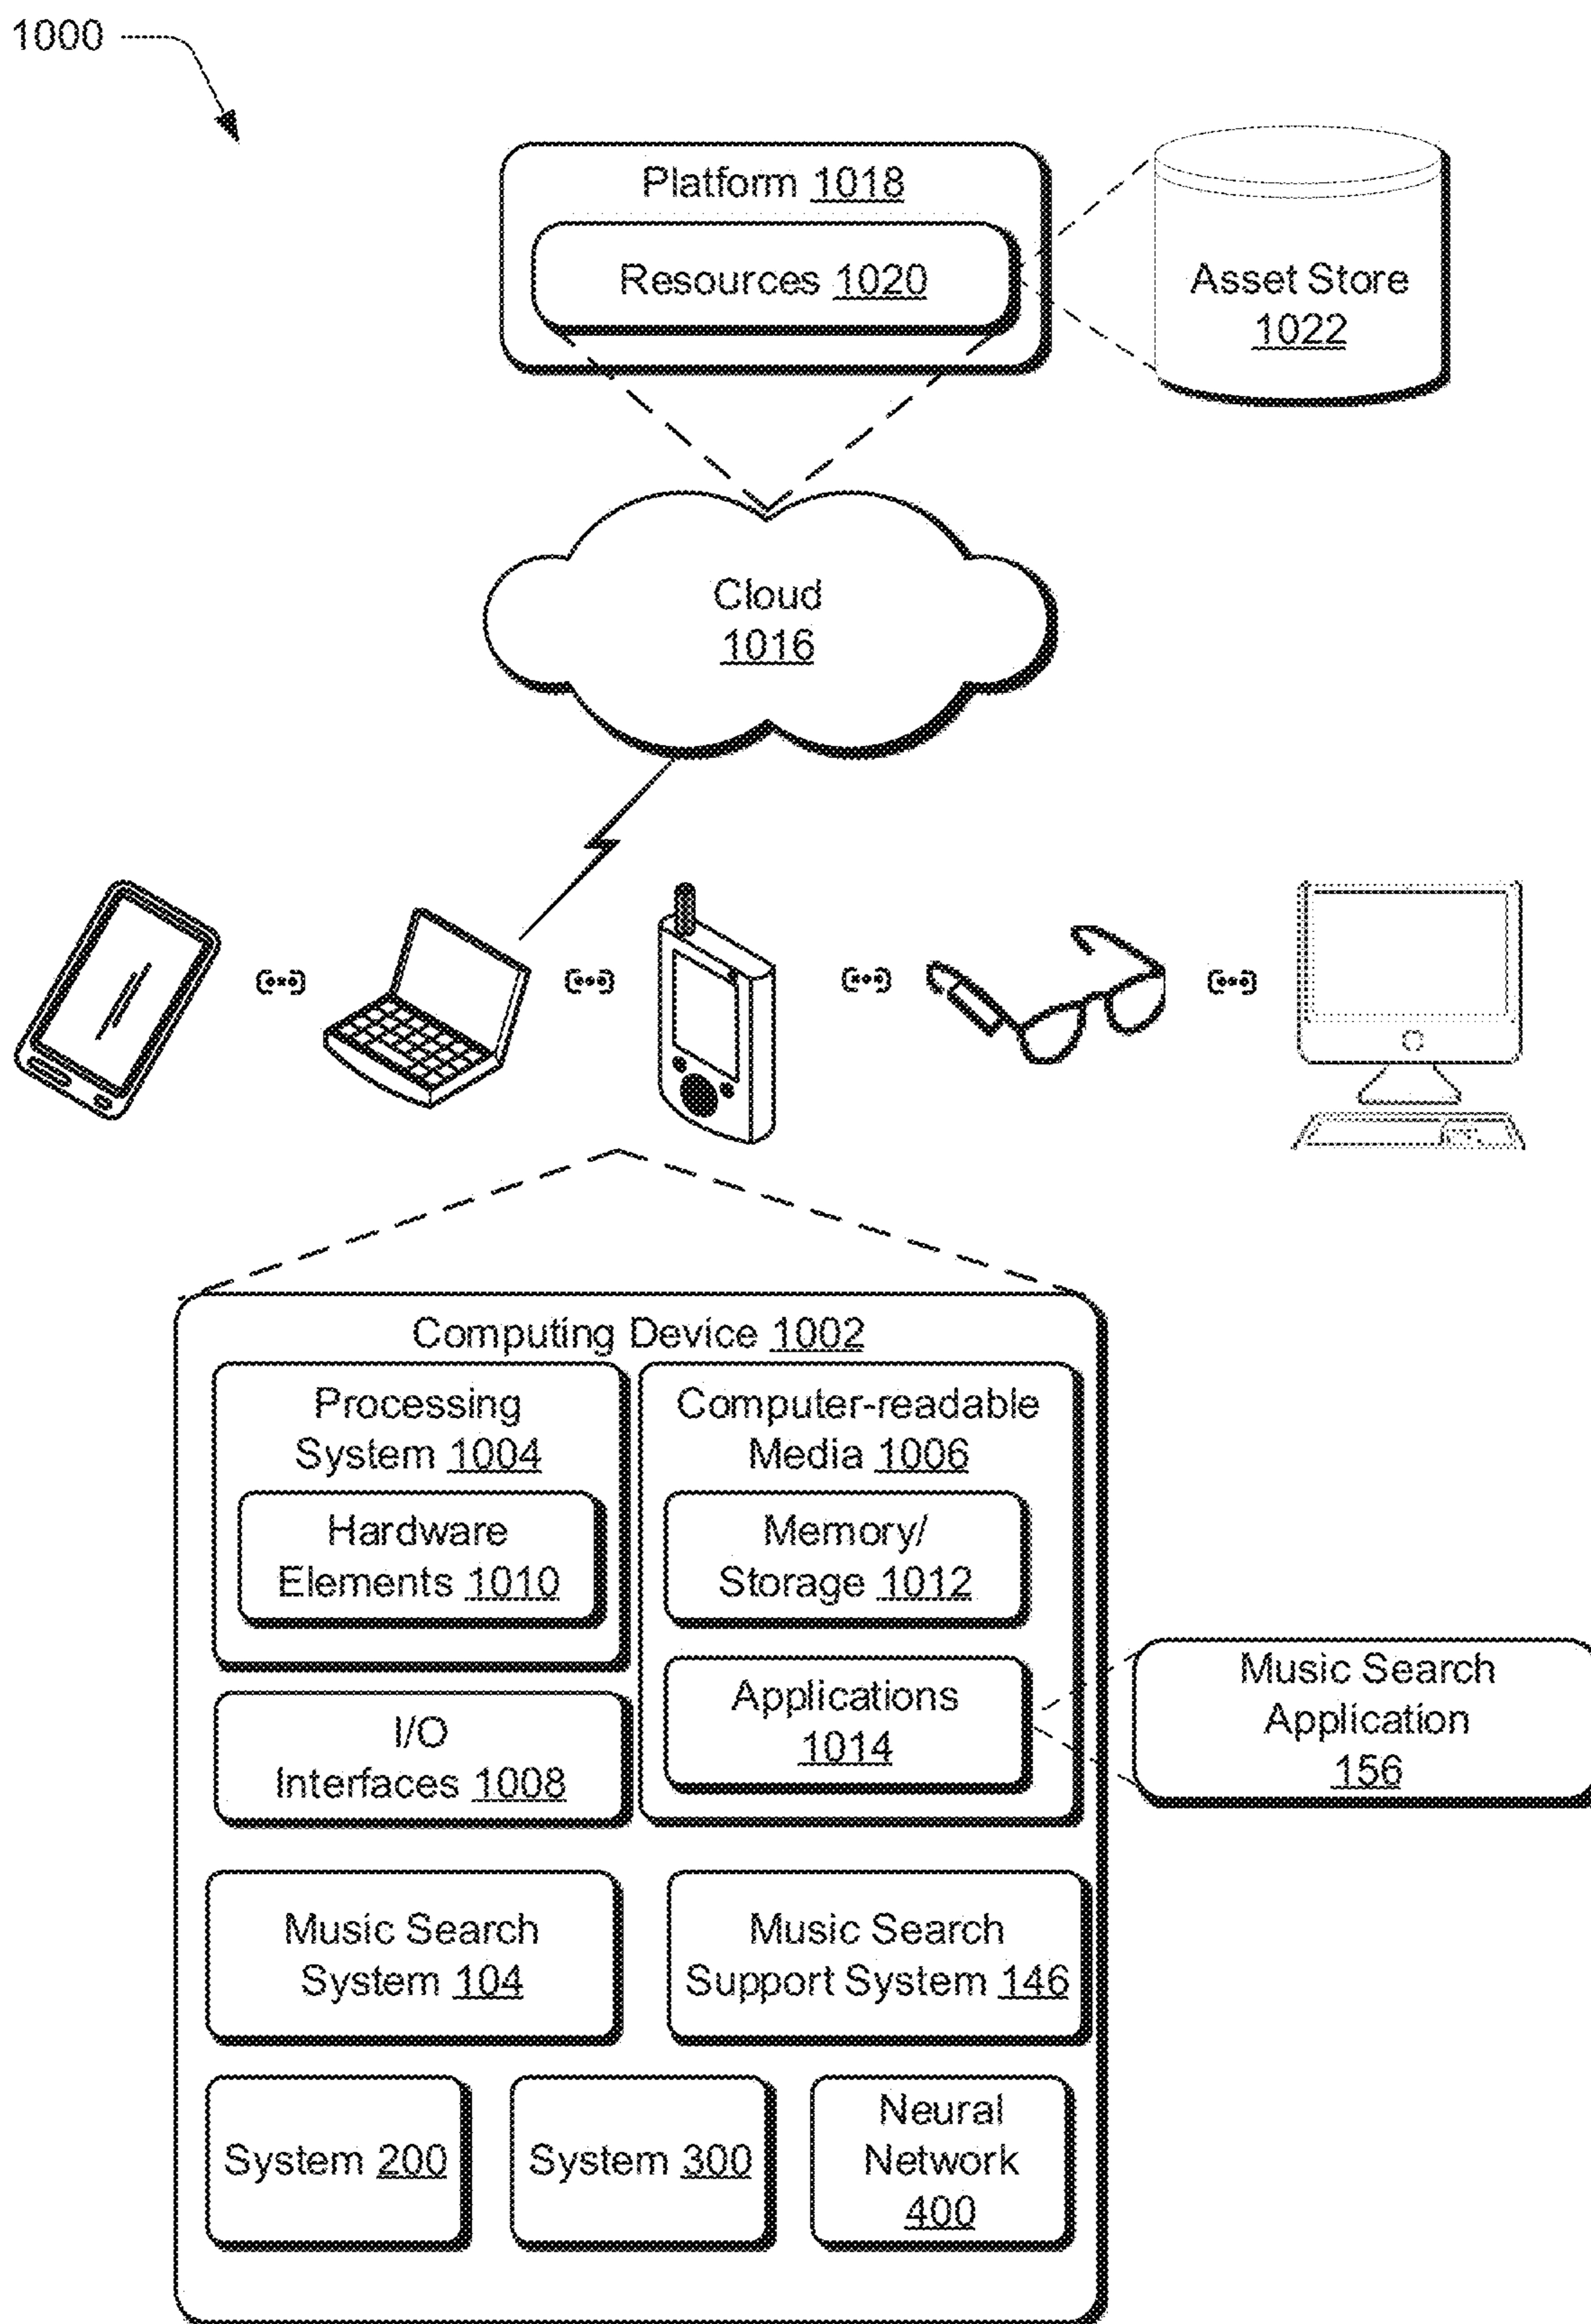 1000
Platform 1018
Resources 1020
Asset Store
1022
Cloud
1016
Computing Device 1002
Processing
System 1004
Hardware
Elements 1010
I/O
Interfaces 1008
Computer-readable
Media 1006
Memory/
Storage 1012
Applications
1014
Music Search
Application
156
Music Search
System 104
Music Search
Support System 146
System 200
System 300
Neural
Network
400